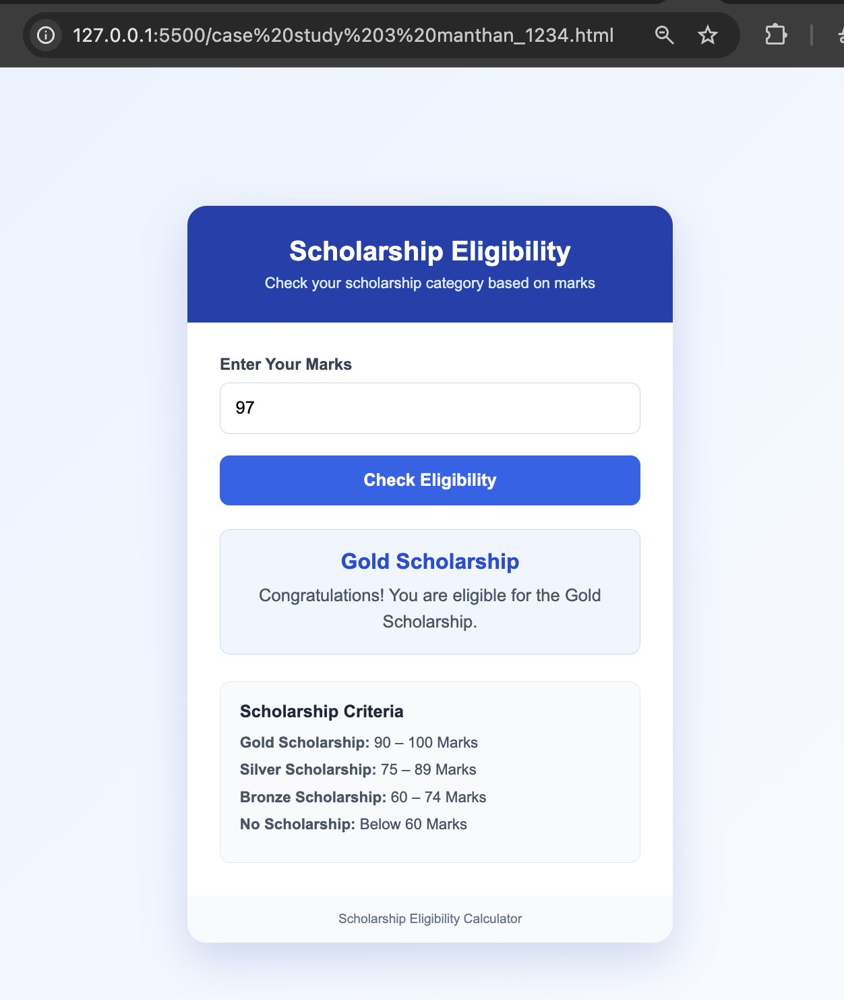 127.0.0.1:5500/case%20study%203%20manthan_1234.html
Scholarship Eligibility
Check your scholarship category based on marks
Enter Your Marks
97
Check Eligibility
Gold Scholarship
Congratulations! You are eligible for the Gold
Scholarship.
Scholarship Criteria
Gold Scholarship: 90 – 100 Marks
Silver Scholarship: 75 – 89 Marks
Bronze Scholarship: 60 – 74 Marks
No Scholarship: Below 60 Marks
Scholarship Eligibility Calculator